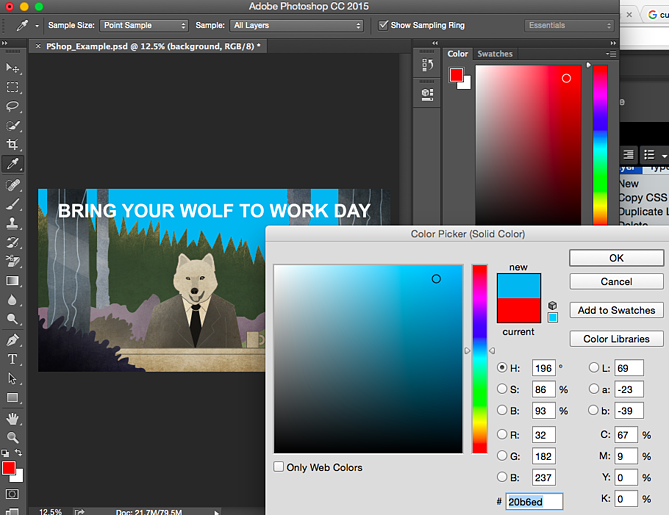 Adobe Photoshop CC 2015
Sample Size: Point Sample Sample: All Layers Show Sampling Ring Essentials
× PShop_Example.psd @ 12.5% (background, RGB/8) *
Color Swatches
BRING YOUR WOLF TO WORK DAY
New
Copy CSS
Duplicate L
Color Picker (Solid Color)
new
current
OK
Cancel
Add to Swatches
Color Libraries
H: 196 °
S: 86 %
B: 93 %
R: 32
G: 182
B: 237
# 20b6ed
L: 69
a: -23
b: -39
C: 67 %
M: 9 %
Y: 0 %
K: 0 %
Only Web Colors
12.5% Doc: 21.7M/79.5M